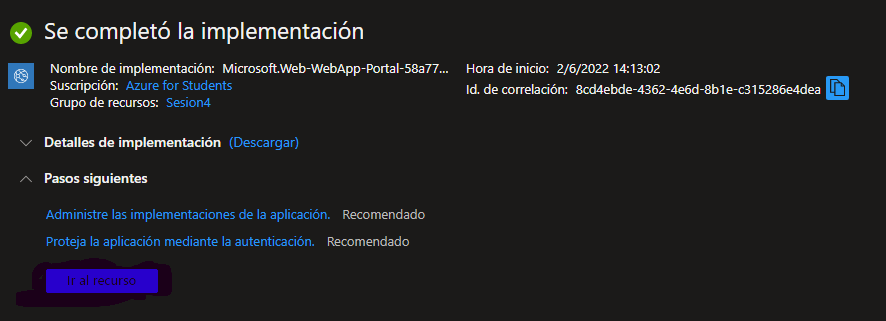 Se completó la implementación
Nombre de implementación: Microsoft.Web-WebApp-Portal-58a77...
Hora de inicio: 2/6/2022 14:13:02
Suscripción: Azure for Students
Id. de correlación: 8cd4ebde-4362-4e6d-8b1e-c315286e4dea
Grupo de recursos: Sesion4
Detalles de implementación (Descargar)
Pasos siguientes
Administre las implementaciones de la aplicación. Recomendado
Proteja la aplicación mediante la autenticación. Recomendado
Ir al recurso